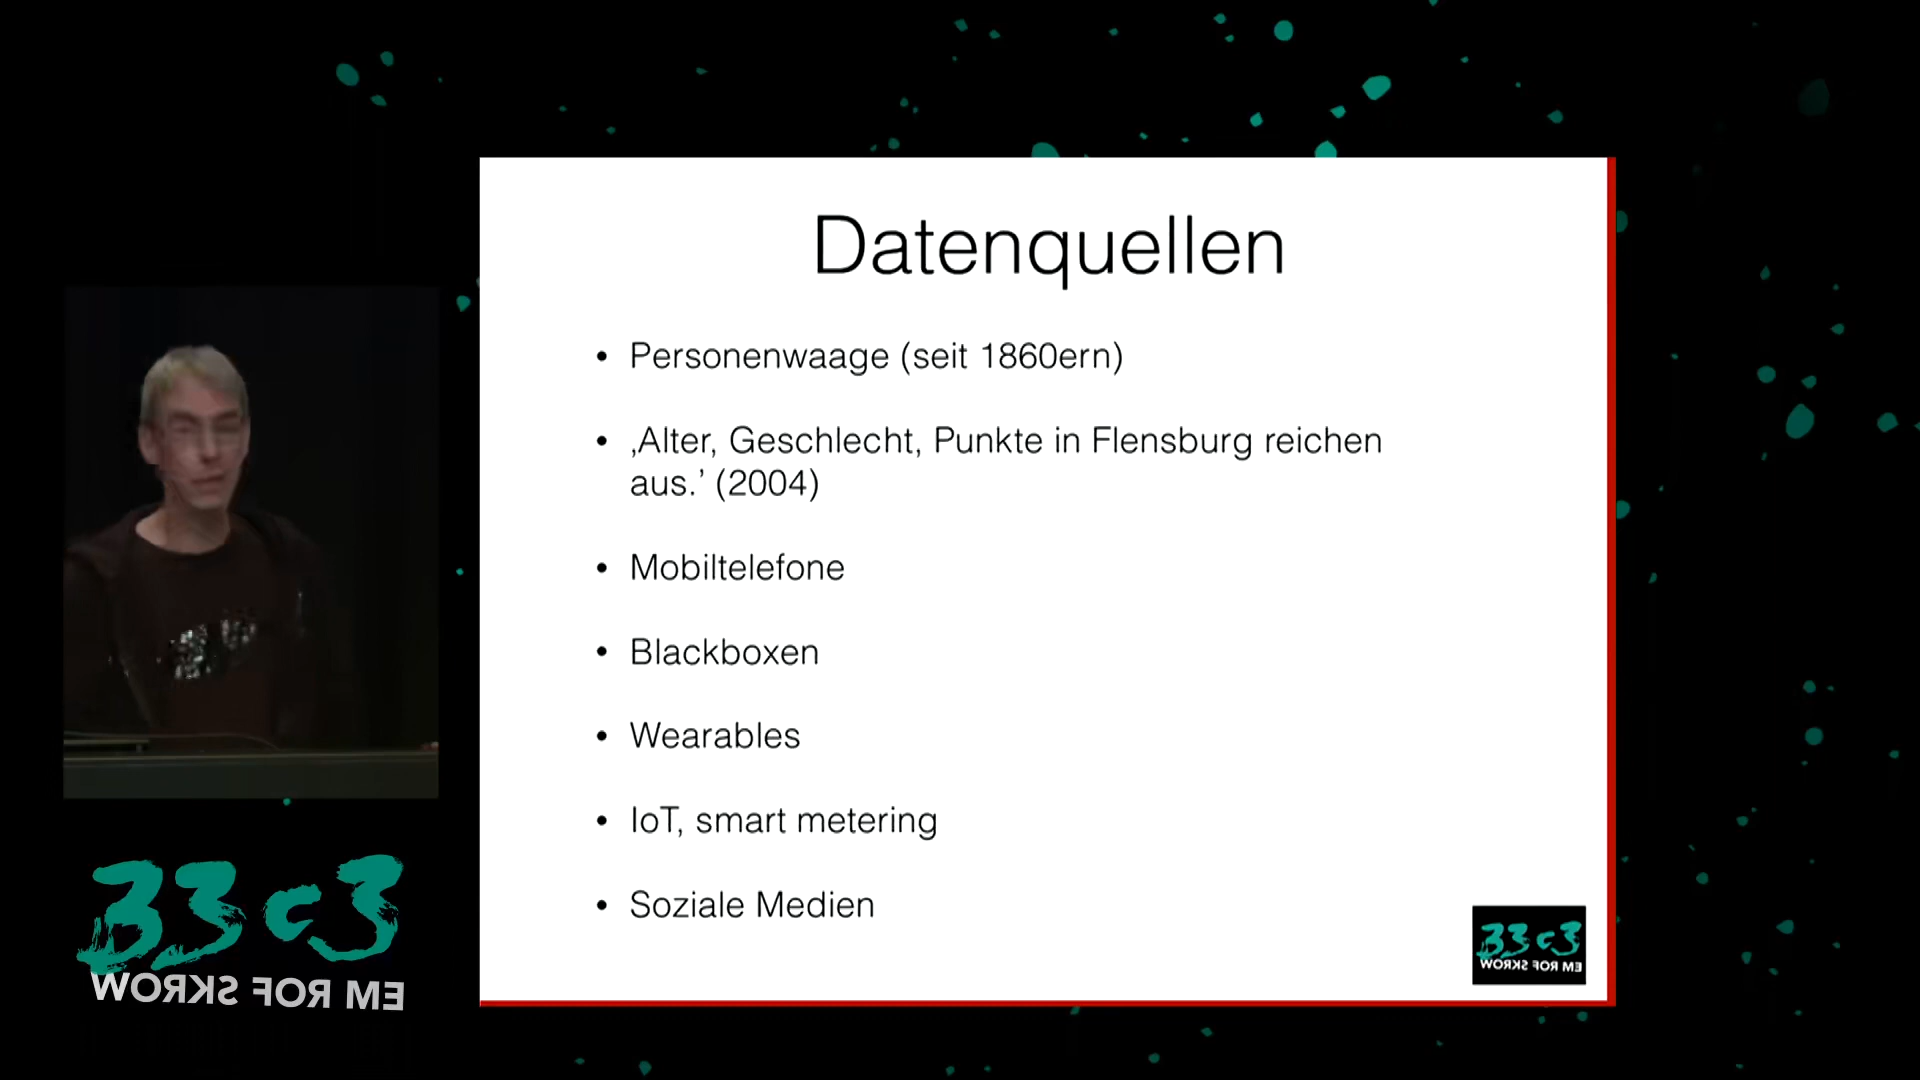 Datenquellen
• Personenwaage (seit 1860ern)
• ‚Alter, Geschlecht, Punkte in Flensburg reichen
aus.’ (2004)
• Mobiltelefone
• Blackboxen
• Wearables
• IoT, smart metering
• Soziale Medien
33c3
WORKS FOR ME
33c3
WORKS FOR ME